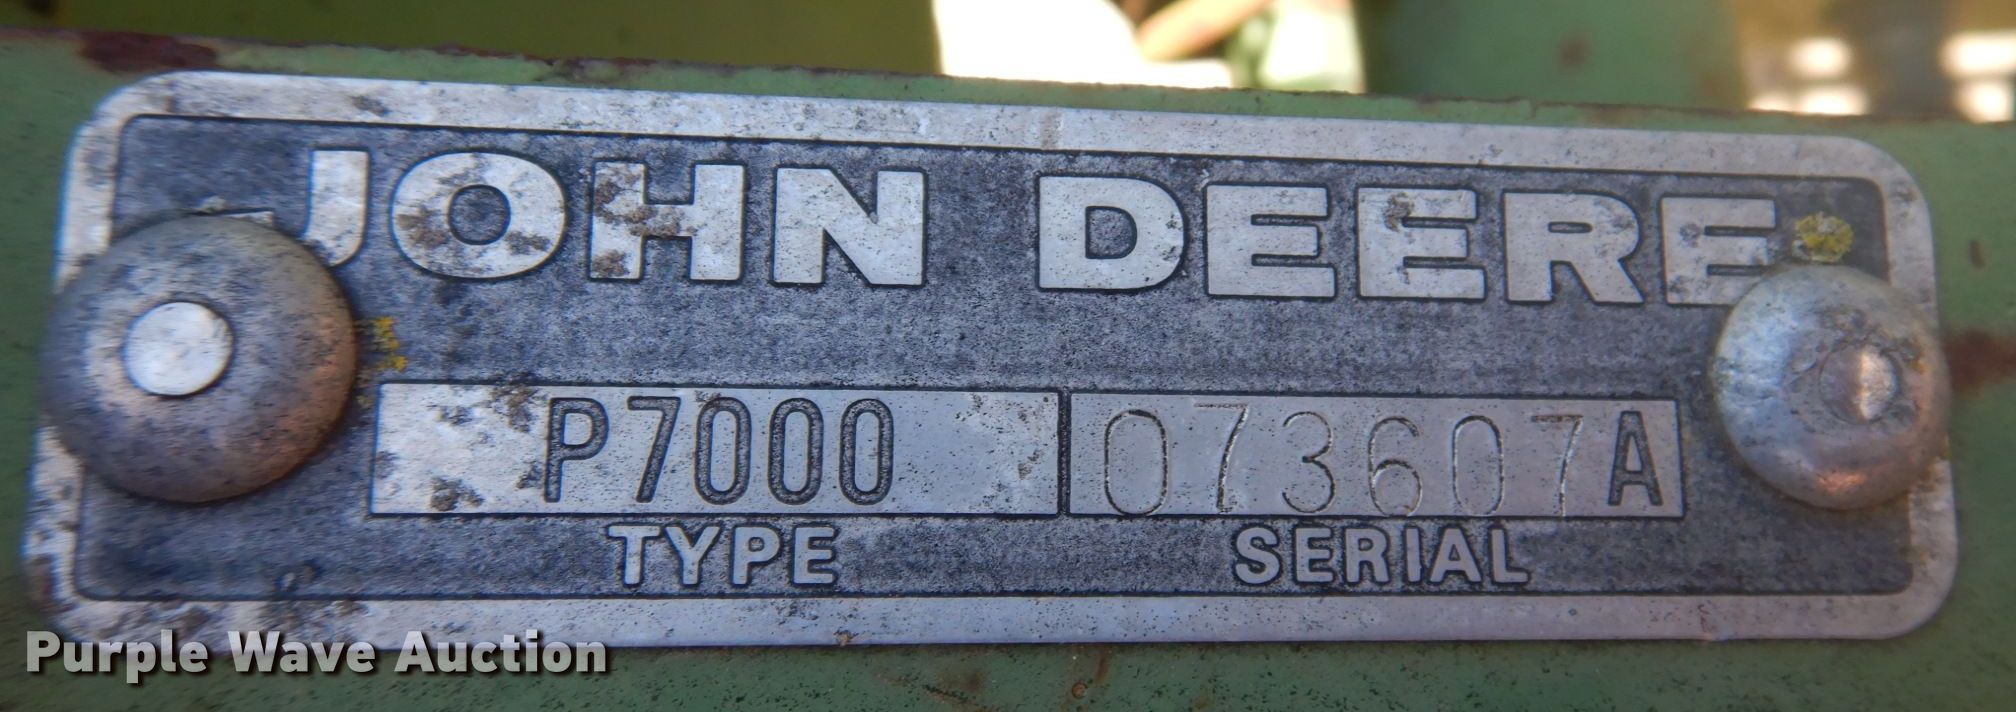 JOHN DEERE
P7000 073607A
TYPE SERIAL
Purple Wave Auction